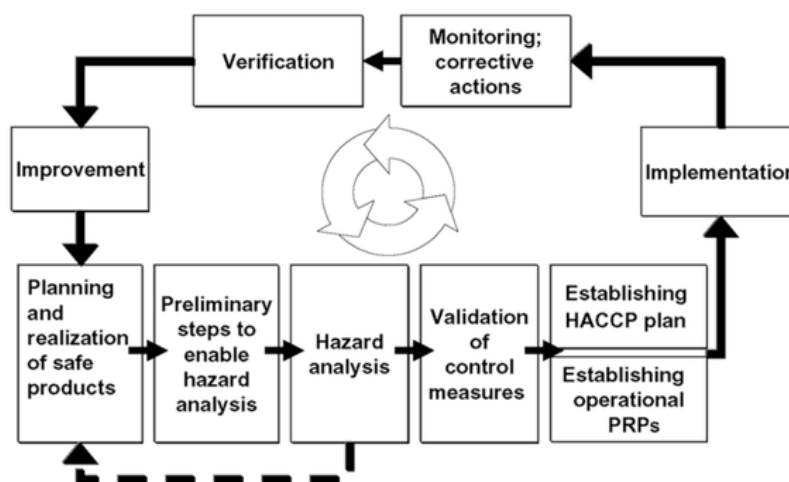 Verification
Monitoring;
corrective
actions
Improvement
Implementation
Planning
and
realization
of safe
products
Preliminary
steps to
enable
hazard
analysis
Hazard
analysis
Validation
of
control
measures
Establishing
HACCP plan
Establishing
operational
PRPs